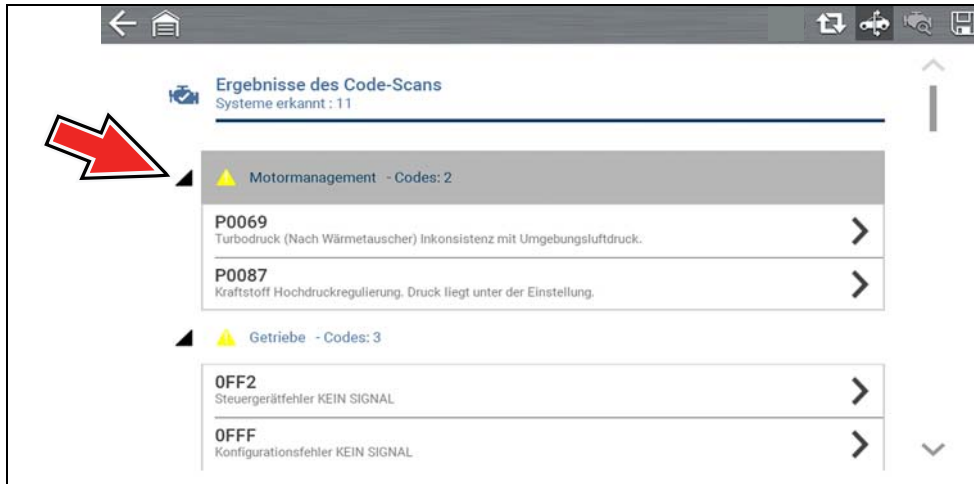 Ergebnisse des Code-Scans
Systeme erkannt : 11
Motormanagement - Codes: 2
P0069
Turbodruck (Nach Wärmetauscher) Inkonsistenz mit Umgebungsluftdruck.
P0087
Kraftstoff Hochdruckregulierung. Druck liegt unter der Einstellung.
Getriebe - Codes: 3
0FF2
Steuergerätfehler KEIN SIGNAL
0FFF
Konfigurationsfehler KEIN SIGNAL